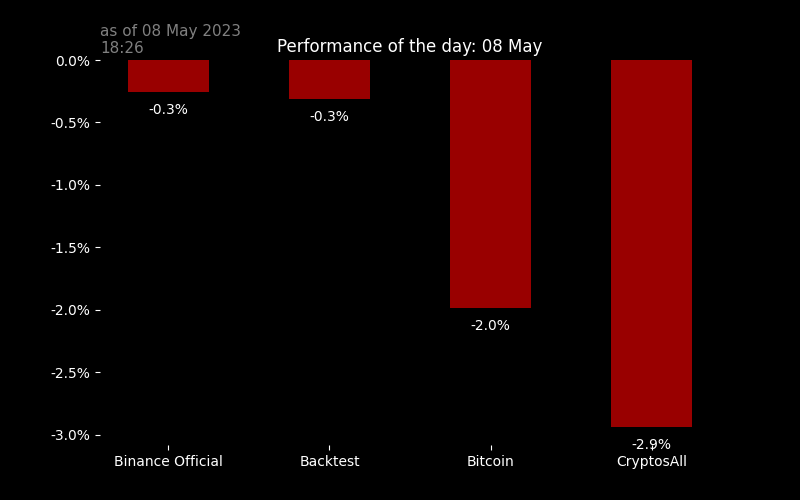 as of 08 May 2023
18:26
Performance of the day: 08 May
0.0%
-0.5%
-1.0%
-1.5%
-2.0%
-2.5%
-3.0%
-0.3%
-0.3%
-2.0%
-2.9%
Binance Official
Backtest
Bitcoin
CryptosAll